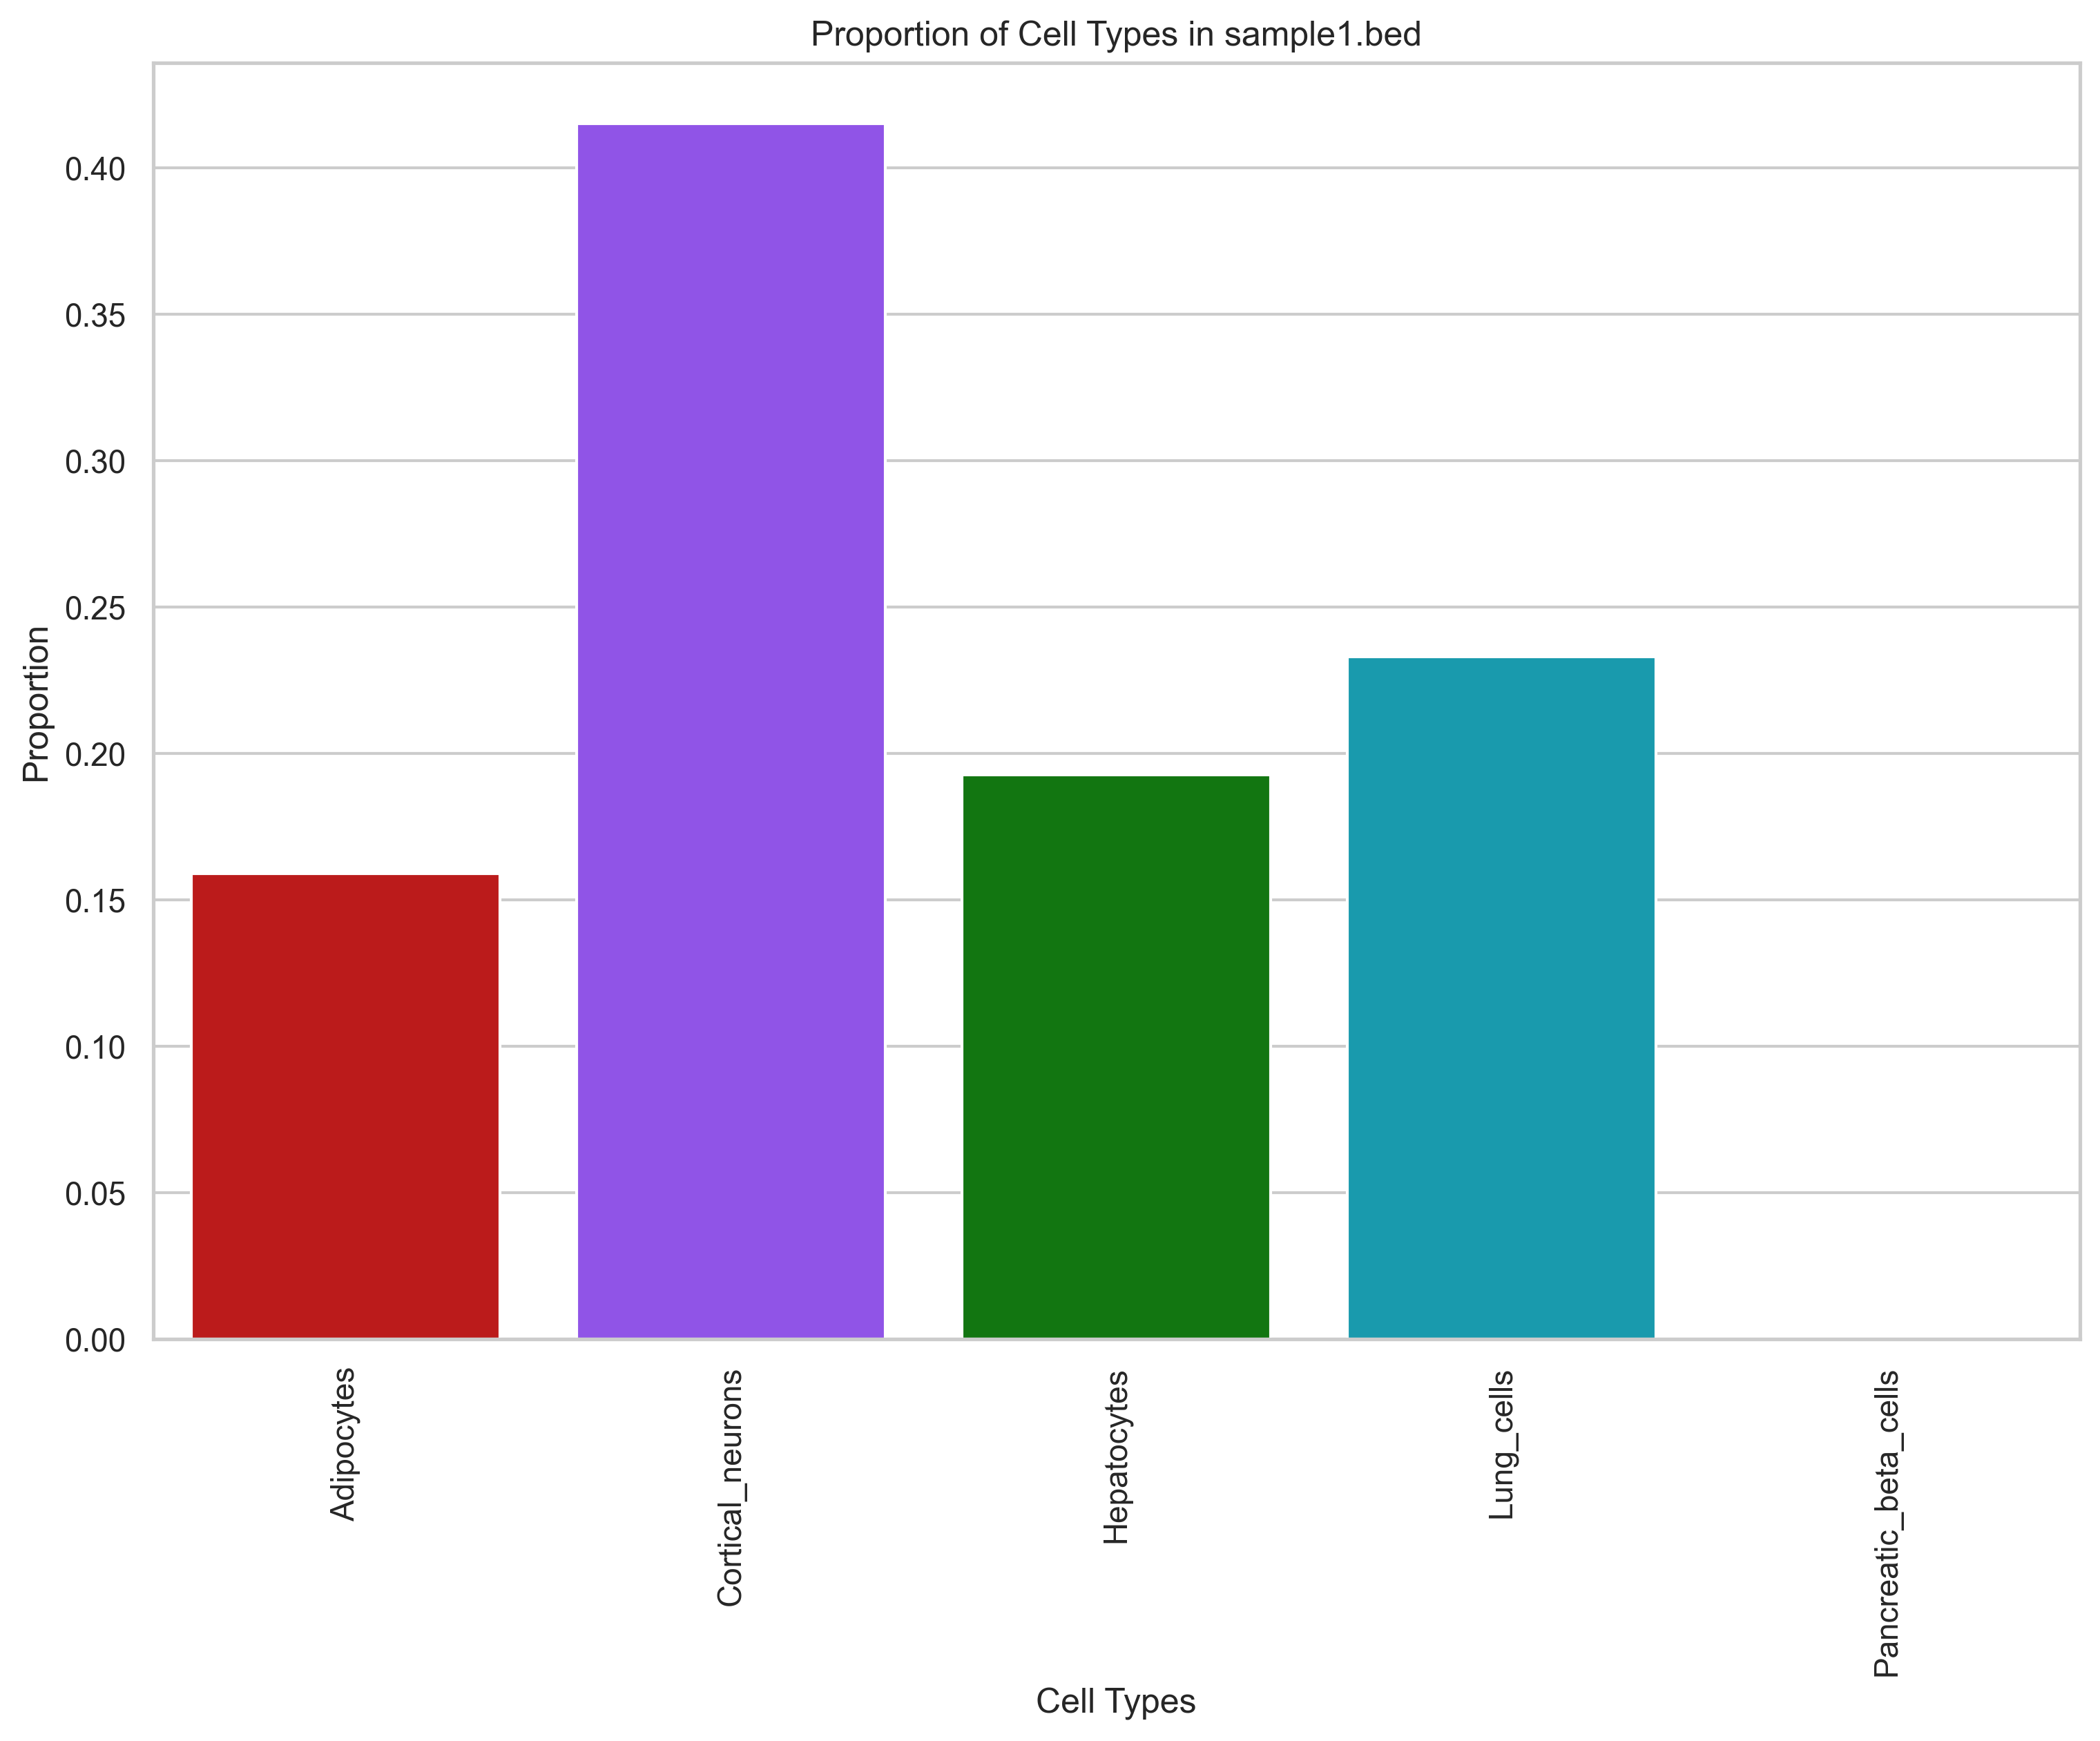 Proportion of Cell Types in sample1.bed
Proportion
0.40
0.35
0.30
0.25
0.20
0.15
0.10
0.05
0.00
Adipocytes
Cortical_neurons
Hepatocytes
Lung_cells
Pancreatic_beta_cells
Cell Types